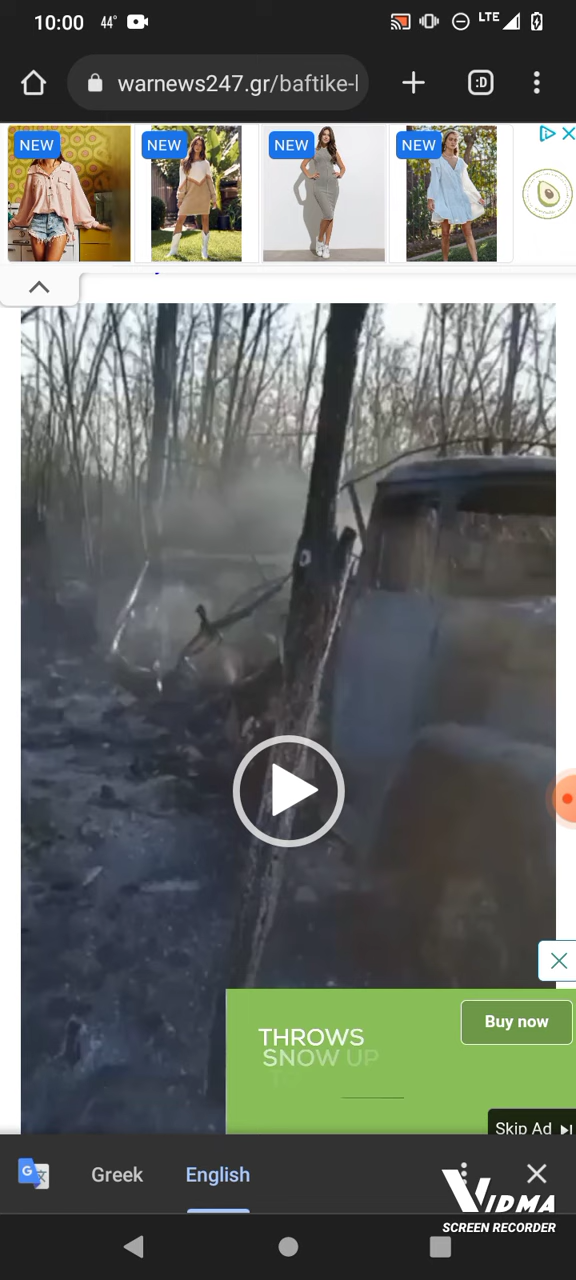 10:00 44° LTE
warnews247.gr/baftike-l
:D
NEW NEW NEW NEW
THROWS
SNOW UP
Buy now
Skip Ad
Greek English
VIDMA
SCREEN RECORDER